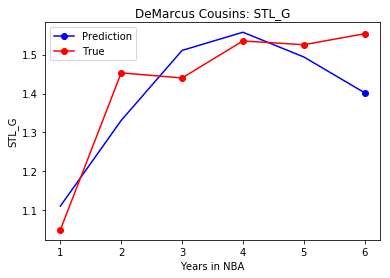 DeMarcus Cousins: STL_G
Prediction
True
1.5
1.4
1.3
1.2
1.1
STL_G
1 2 3 4 5 6
Years in NBA